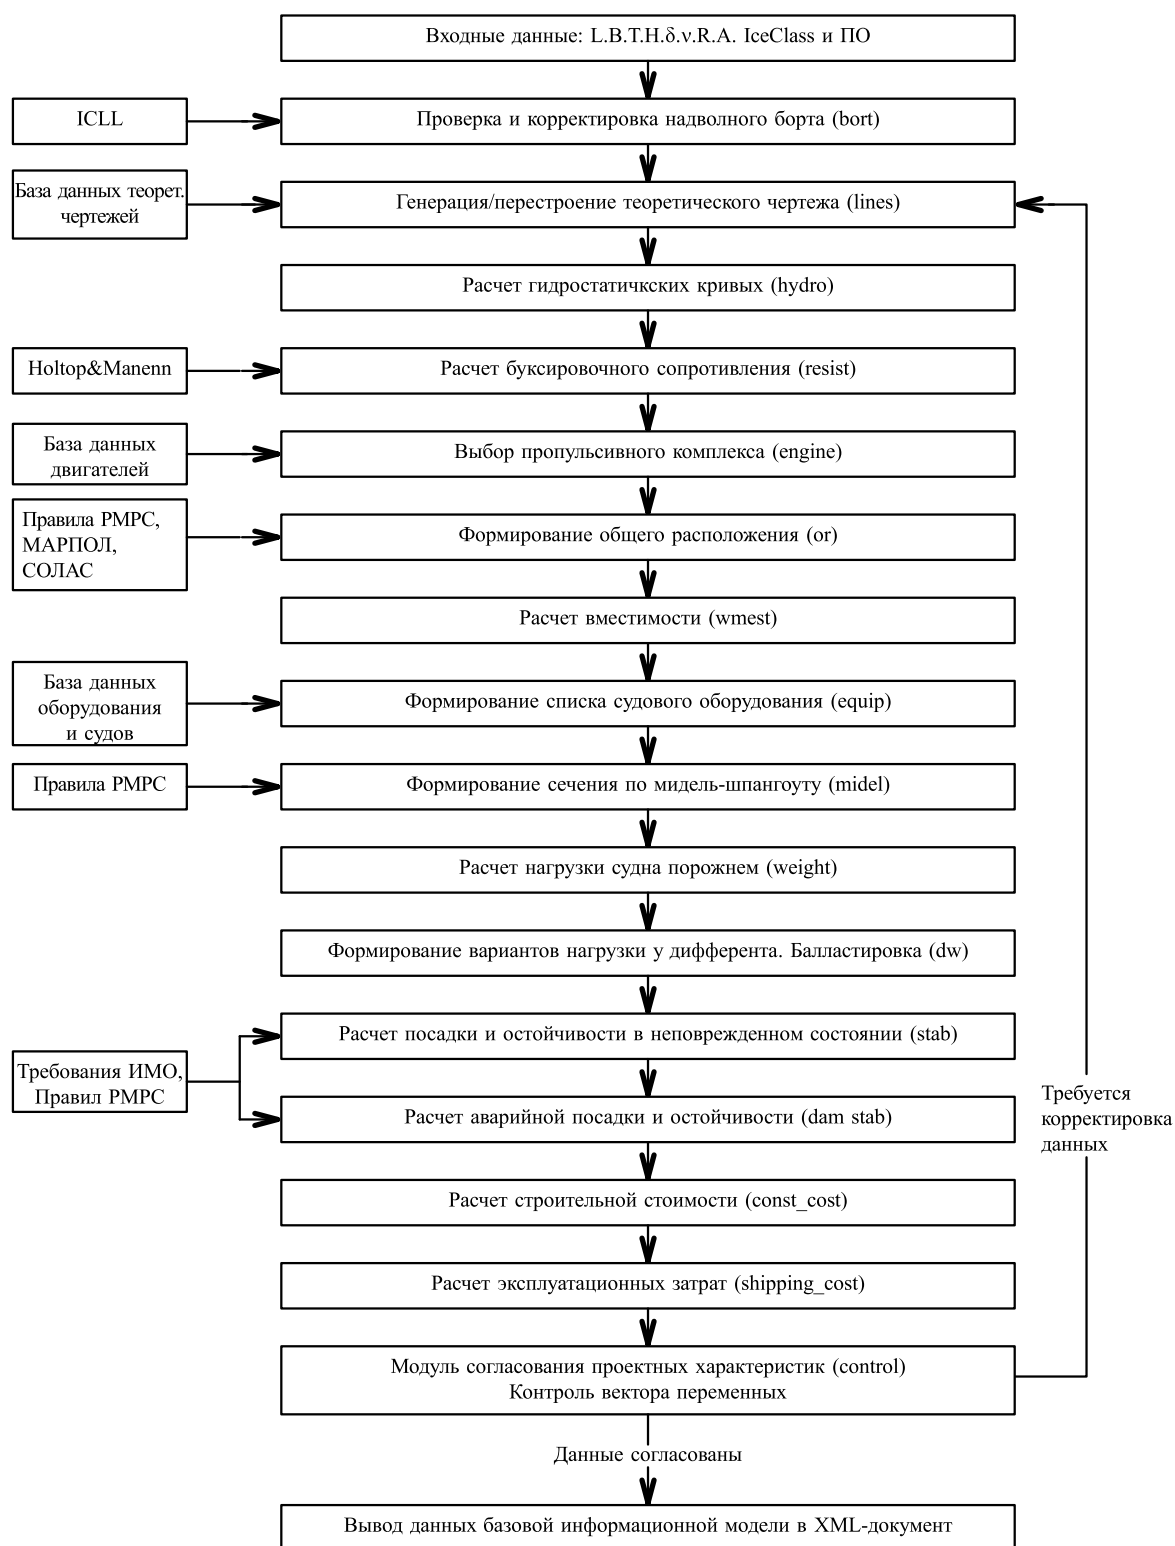 Входные данные: L.B.T.H.δ.ν.R.A. IceClass и ПО
ICLL
Проверка и корректировка надволного борта (bort)
База данных теорет.
чертежей
Генерация/перестроение теоретического чертежа (lines)
Расчет гидростатичкских кривых (hydro)
Holtop&Manenn
Расчет буксировочного сопротивления (resist)
База данных
двигателей
Выбор пропульсивного комплекса (engine)
Правила РМРС,
МАРПОЛ,
СОЛАС
Формирование общего расположения (or)
Расчет вместимости (wmest)
База данных
оборудования
и судов
Формирование списка судового оборудования (equip)
Правила РМРС
Формирование сечения по мидель-шпангоуту (midel)
Расчет нагрузки судна порожнем (weight)
Формирование вариантов нагрузки у дифферента. Балластировка (dw)
Расчет посадки и остойчивости в неповрежденном состоянии (stab)
Требования ИМО,
Правил РМРС
Расчет аварийной посадки и остойчивости (dam stab)
Требуется
корректировка
данных
Расчет строительной стоимости (const_cost)
Расчет эксплуатационных затрат (shipping_cost)
Модуль согласования проектных характеристик (control)
Контроль вектора переменных
Данные согласованы
Вывод данных базовой информационной модели в XML-документ